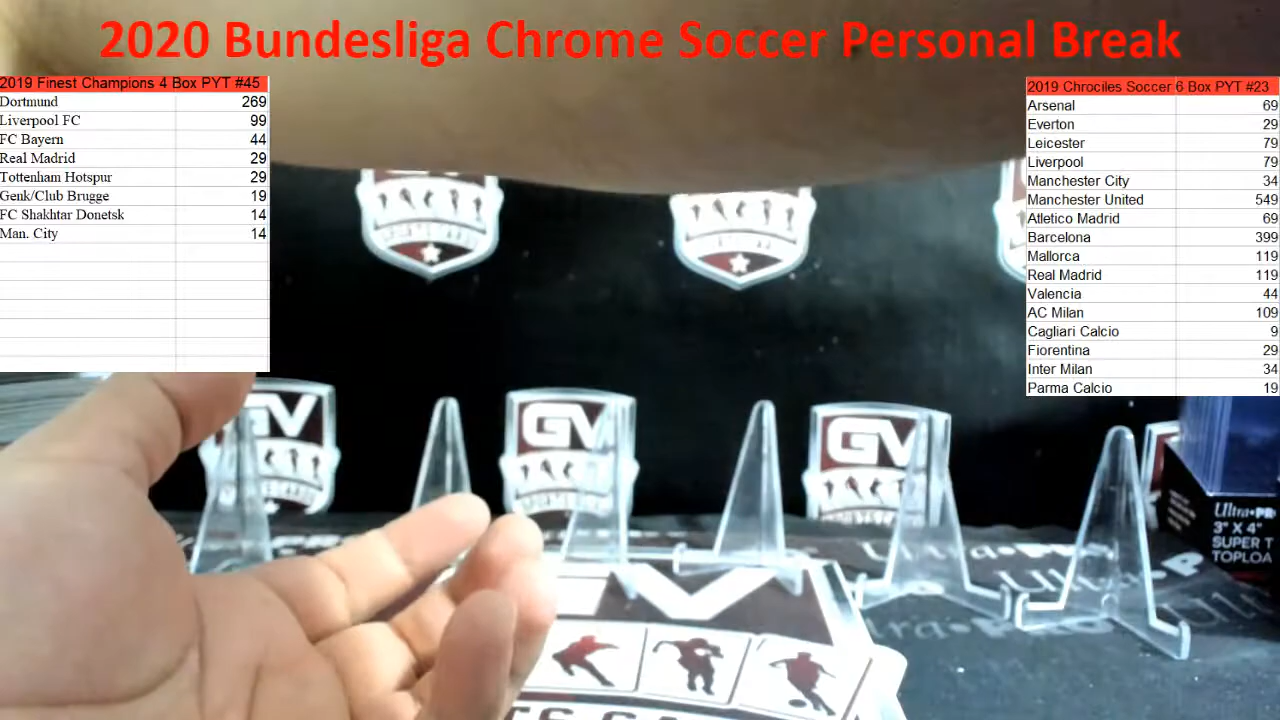 2020 Bundesliga Chrome Soccer Personal Break
2019 Finest Champions 4 Box PYT #45
Dortmund 269
Liverpool FC 99
FC Bayern 44
Real Madrid 29
Tottenham Hotspur 29
Genk/Club Brugge 19
FC Shakhtar Donetsk 14
Man. City 14
2019 Chrociles Soccer 6 Box PYT #23
Arsenal 69
Everton 29
Leicester 79
Liverpool 79
Manchester City 34
Manchester United 549
Atletico Madrid 69
Barcelona 399
Mallorca 119
Real Madrid 119
Valencia 44
AC Milan 109
Cagliari Calcio 9
Fiorentina 29
Inter Milan 34
Parma Calcio 19
GV
GV
GV
Ultra PR
3" X 4"
SUPER T
TOPLOA